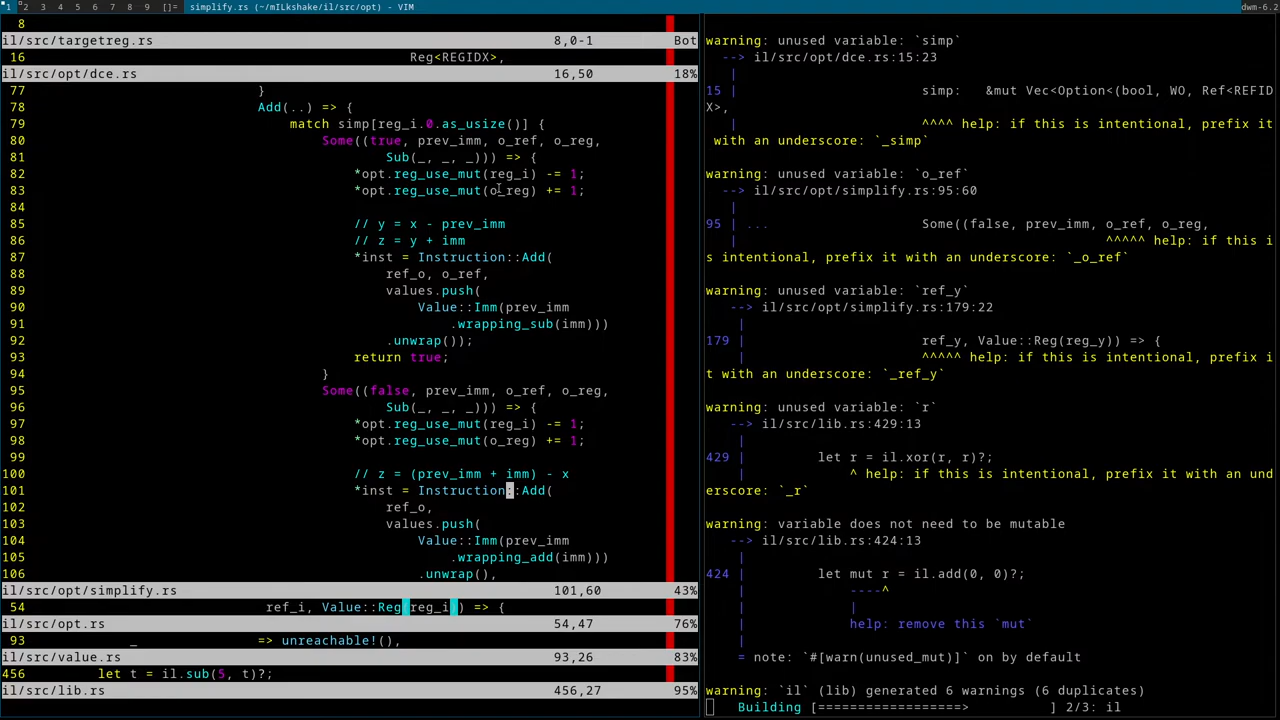 1 2 3 4 5 6 7 8 9 []= simplify.rs (~/mILkshake/il/src/opt) - VIM dwm-6.2
8
il/src/targetreg.rs 8,0-1 Bot
16 Reg<REGIDX>,
il/src/opt/dce.rs 16,50 18%
77 }
78 Add(..) => {
79 match simp[reg_i.0.as_usize()] {
80 Some((true, prev_imm, o_ref, o_reg,
81 Sub(_, _, _))) => {
82 *opt.reg_use_mut(reg_i) -= 1;
83 *opt.reg_use_mut(o_reg) += 1;
84
85 // y = x - prev_imm
86 // z = y + imm
87 *inst = Instruction::Add(
88 ref_o, o_ref,
89 values.push(
90 Value::Imm(prev_imm
91 .wrapping_sub(imm)))
92 .unwrap());
93 return true;
94 }
95 Some((false, prev_imm, o_ref, o_reg,
96 Sub(_, _, _))) => {
97 *opt.reg_use_mut(reg_i) -= 1;
98 *opt.reg_use_mut(o_reg) += 1;
99
100 // z = (prev_imm + imm) - x
101 *inst = Instruction::Add(
102 ref_o,
103 values.push(
104 Value::Imm(prev_imm
105 .wrapping_add(imm)))
106 .unwrap(),
il/src/opt/simplify.rs 101,60 43%
54 ref_i, Value::Reg(reg_i)) => {
il/src/opt.rs 54,47 76%
93 _ => unreachable!(),
il/src/value.rs 93,26 83%
456 let t = il.sub(5, t)?;
il/src/lib.rs 456,27 95%
warning: unused variable: `simp`
--> il/src/opt/dce.rs:15:23
|
15 | simp: &mut Vec<Option<(bool, WO, Ref<REFID
X>,
| ^^^^ help: if this is intentional, prefix it
with an underscore: `_simp`
warning: unused variable: `o_ref`
--> il/src/opt/simplify.rs:95:60
|
95 | ... Some((false, prev_imm, o_ref, o_reg,
| ^^^^^ help: if this i
s intentional, prefix it with an underscore: `_o_ref`
warning: unused variable: `ref_y`
--> il/src/opt/simplify.rs:179:22
|
179 | ref_y, Value::Reg(reg_y)) => {
| ^^^^^ help: if this is intentional, prefix i
t with an underscore: `_ref_y`
warning: unused variable: `r`
--> il/src/lib.rs:429:13
|
429 | let r = il.xor(r, r)?;
| ^ help: if this is intentional, prefix it with an und
erscore: `_r`
warning: variable does not need to be mutable
--> il/src/lib.rs:424:13
|
424 | let mut r = il.add(0, 0)?;
| ----^
| |
| help: remove this `mut`
|
= note: `#[warn(unused_mut)]` on by default
warning: `il` (lib) generated 6 warnings (6 duplicates)
Building [==================> ] 2/3: il